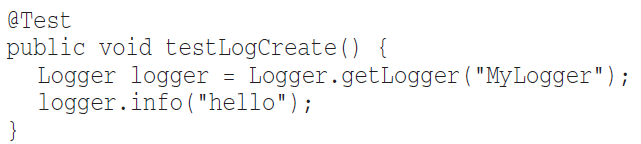 @Test
public void testLogCreate() {
  Logger logger = Logger.getLogger("MyLogger");
  logger.info("hello");
}